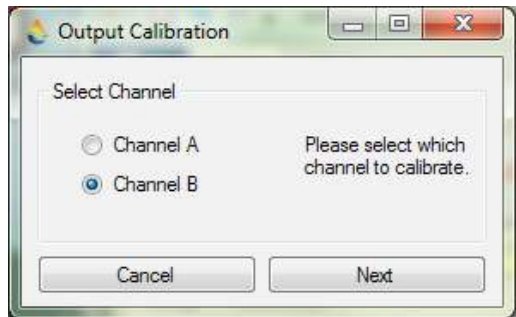 Output Calibration
Select Channel
Channel A
Please select which
channel to calibrate.
Channel B
Cancel
Next